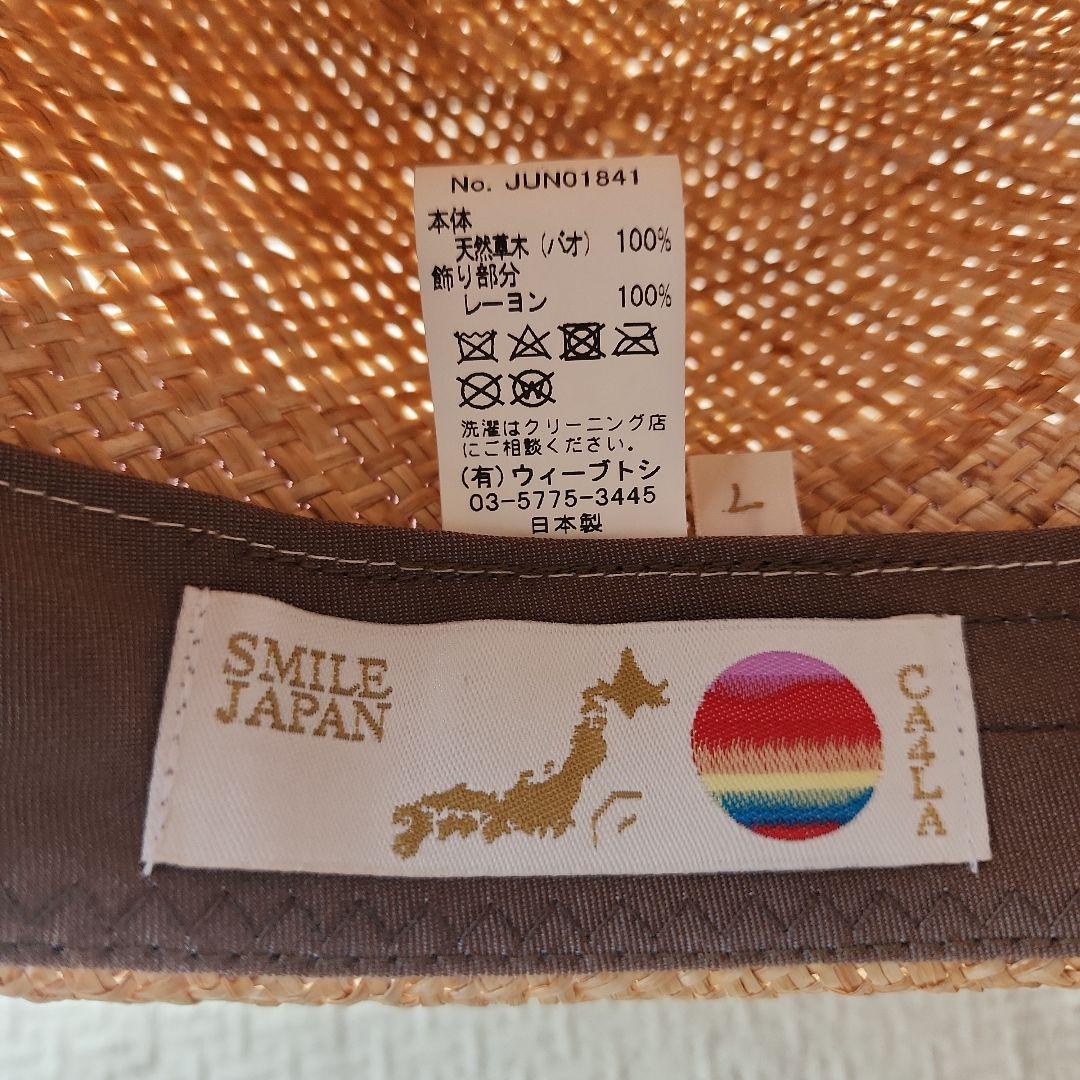 No. JUN01841
本体
天然草木 (バオ) 100%
飾り部分
レーヨン 100%
W
洗濯はクリーニング店
にご相談ください。
(有)ウィーブトシ
03-5775-3445
日本製
L
SMILE
JAPAN
CA4LA